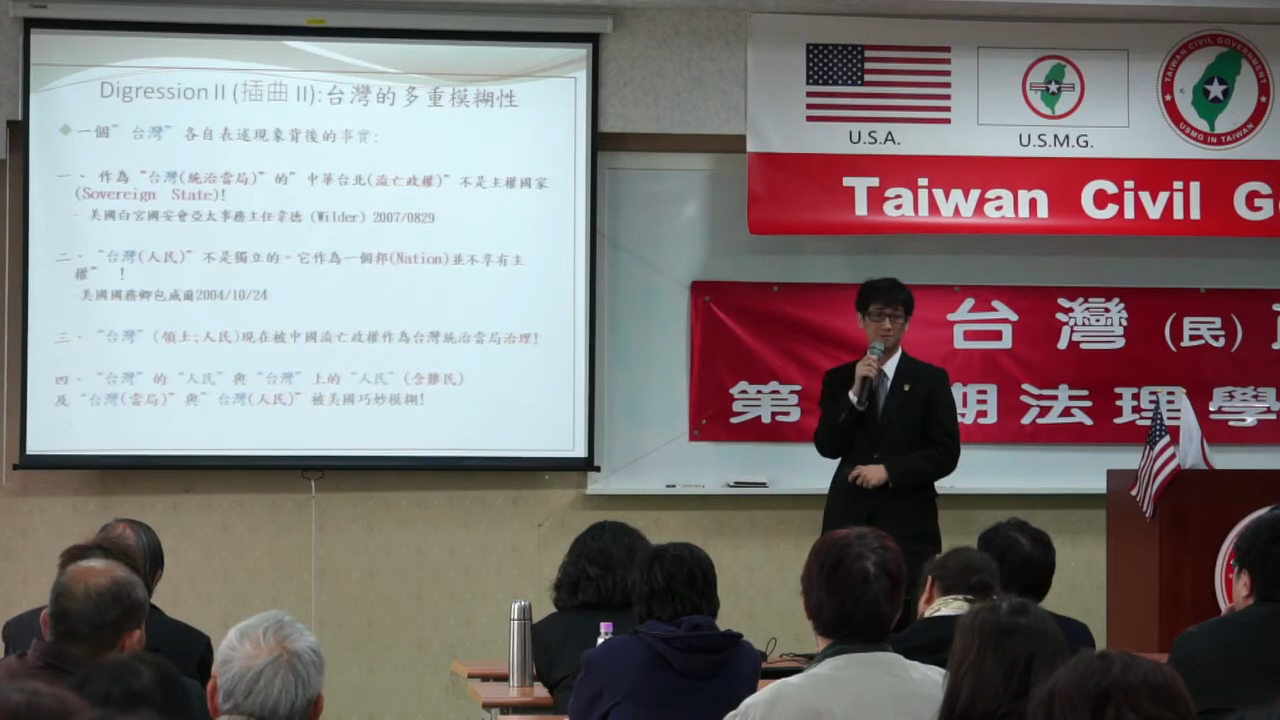 Digression II (插曲 II):台灣的多重模糊性
一個”台灣”各自表述現象背後的事實:
一、 作為“台灣(統治當局)”的”中華台北(流亡政權)”不是主權國家
(Sovereign State)!
- 美國白宮國安會亞太事務主任韋德 (Wilder) 2007/0829
二、“台灣(人民)”不是獨立的。它作為一個邦(Nation)並不享有主
權” !
-美國國務卿包威爾2004/10/24
三、“台灣”(領土;人民)現在被中國流亡政權作為台灣統治當局治理!
四、“台灣”的“人民”與“台灣”上的“人民”(含難民)
及“台灣(當局)”與“台灣(人民)”被美國巧妙模糊!
U.S.A.
U.S.M.G.
TAIWAN CIVIL GOVERNMENT
USMG IN TAIWAN
Taiwan Civil G
台灣(民)
第 期法理學